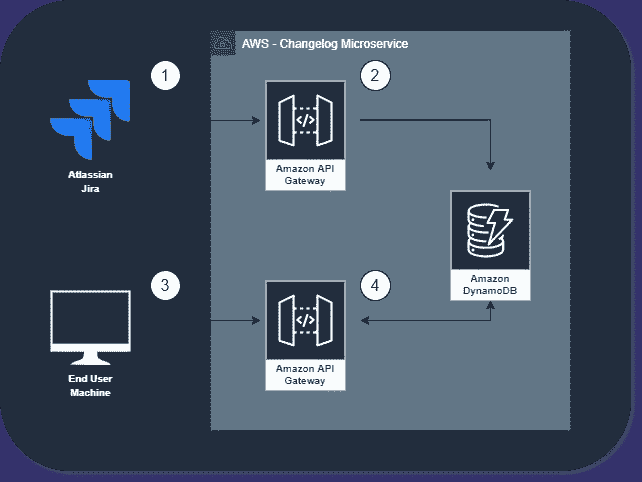 AWS - Changelog Microservice
1
2
Amazon API
Gateway
Atlassian
Jira
Amazon
DynamoDB
3
4
Amazon API
Gateway
End User
Machine